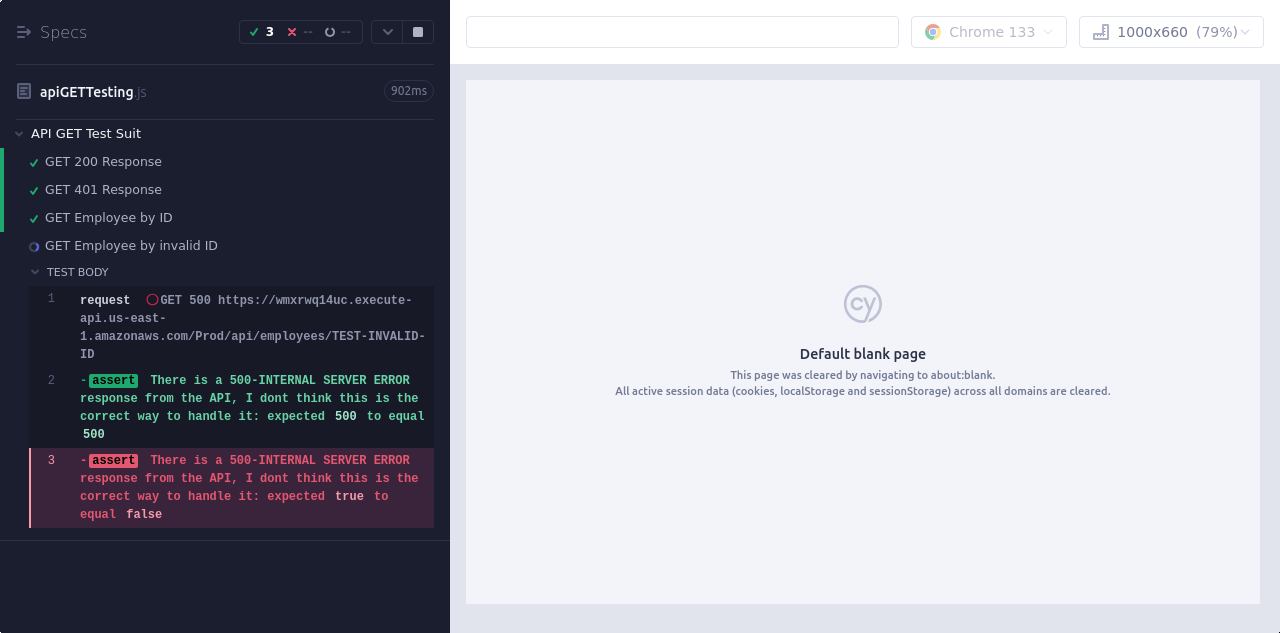 Specs
3 -- --
Chrome 133
1000x660 (79%)
apiGETTesting.js
902ms
API GET Test Suit
GET 200 Response
GET 401 Response
GET Employee by ID
GET Employee by invalid ID
TEST BODY
1 request GET 500 https://wmxrwq14uc.execute-
api.us-east-
1.amazonaws.com/Prod/api/employees/TEST-INVALID-
ID
2 -assert There is a 500-INTERNAL SERVER ERROR
response from the API, I dont think this is the
correct way to handle it: expected 500 to equal
500
3 -assert There is a 500-INTERNAL SERVER ERROR
response from the API, I dont think this is the
correct way to handle it: expected true to
equal false
cy
Default blank page
This page was cleared by navigating to about:blank.
All active session data (cookies, localStorage and sessionStorage) across all domains are cleared.